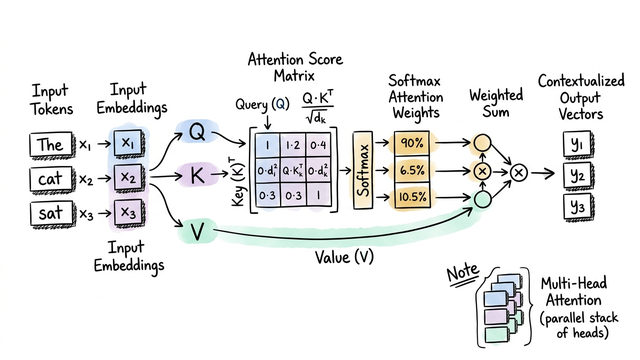 Input
Tokens
The
x₁
cat
x₂
sat
x₃
Input
Embeddings
x₁
x₂
x₃
Input
Embeddings
Q
K
V
Attention Score
Matrix
Query (Q)
Q·Kᵀ
√dₖ
Key (K)ᵀ
1 1·2 0·4
0·3 0·3 1
Softmax
Softmax
Attention
Weights
90%
6.5%
10.5%
Weighted
Sum
Value (V)
Contextualized
Output
Vectors
y₁
y₂
y₃
Note
Multi-Head
Attention
(parallel stack
of heads)